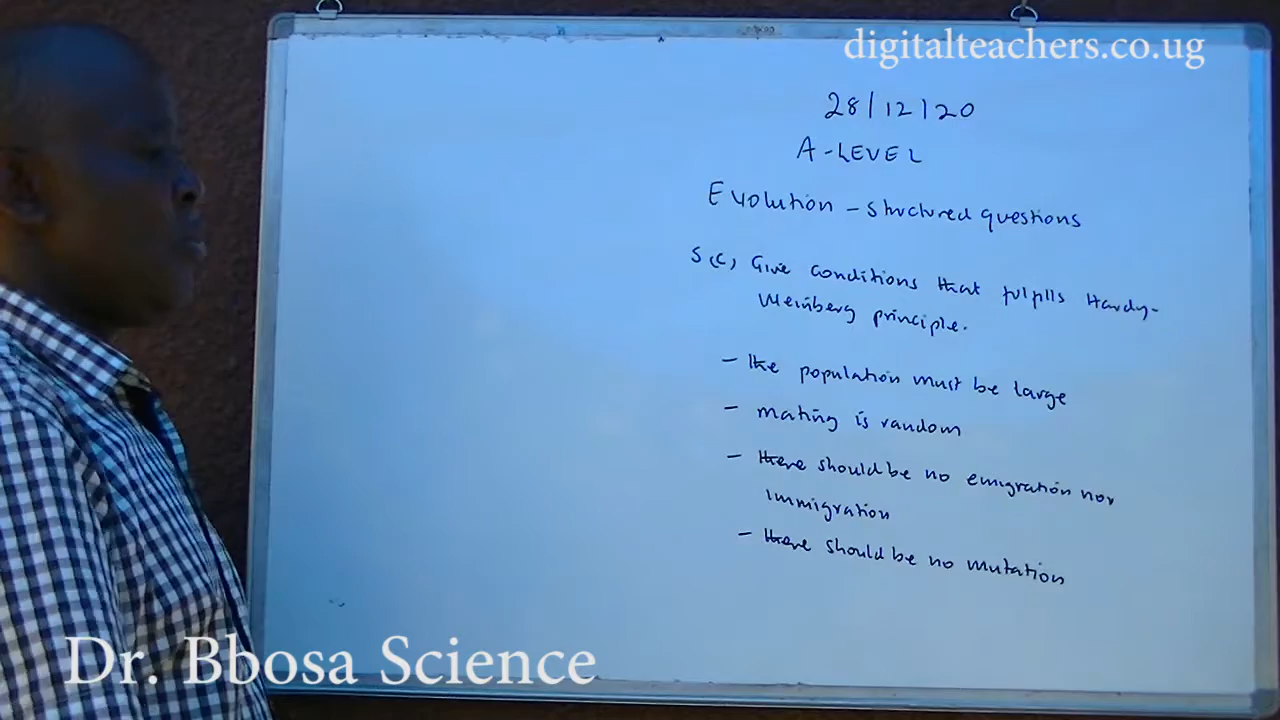 digitalteachers.co.ug
28/12/20
A-LEVEL
Evolution - structured questions
5(c) Give conditions that fulfills Hardy-
Weinberg principle.
- the population must be large
- mating is random
- there should be no emigration nor
immigration
- there should be no mutation
Dr. Bbosa Science